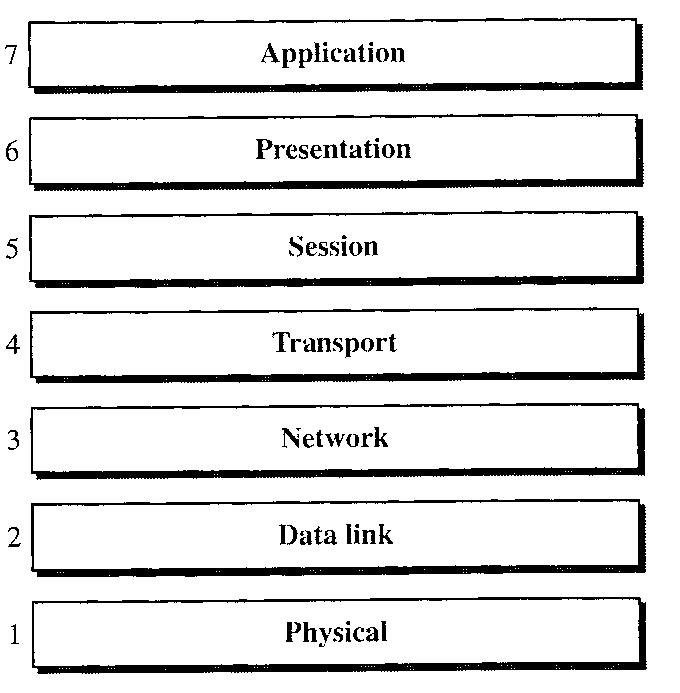 7 Application
6 Presentation
5 Session
4 Transport
3 Network
2 Data link
1 Physical